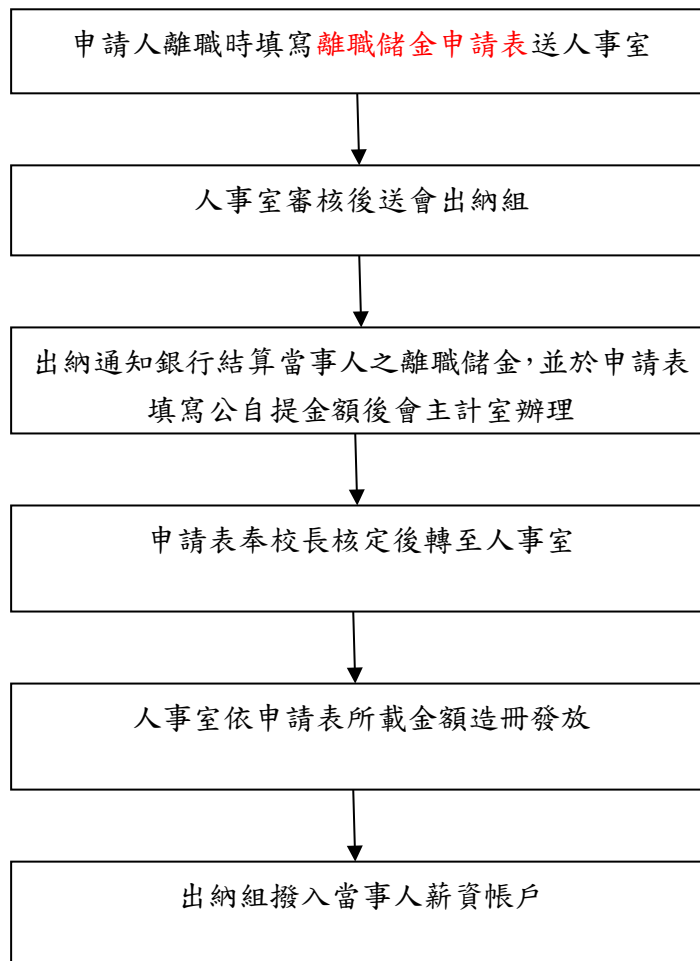 申請人離職時填寫離職儲金申請表送人事室
人事室審核後送會出納組
出納通知銀行結算當事人之離職儲金，並於申請表
填寫公自提金額後會主計室辦理
申請表奉校長核定後轉至人事室
人事室依申請表所載金額造冊發放
出納組撥入當事人薪資帳戶